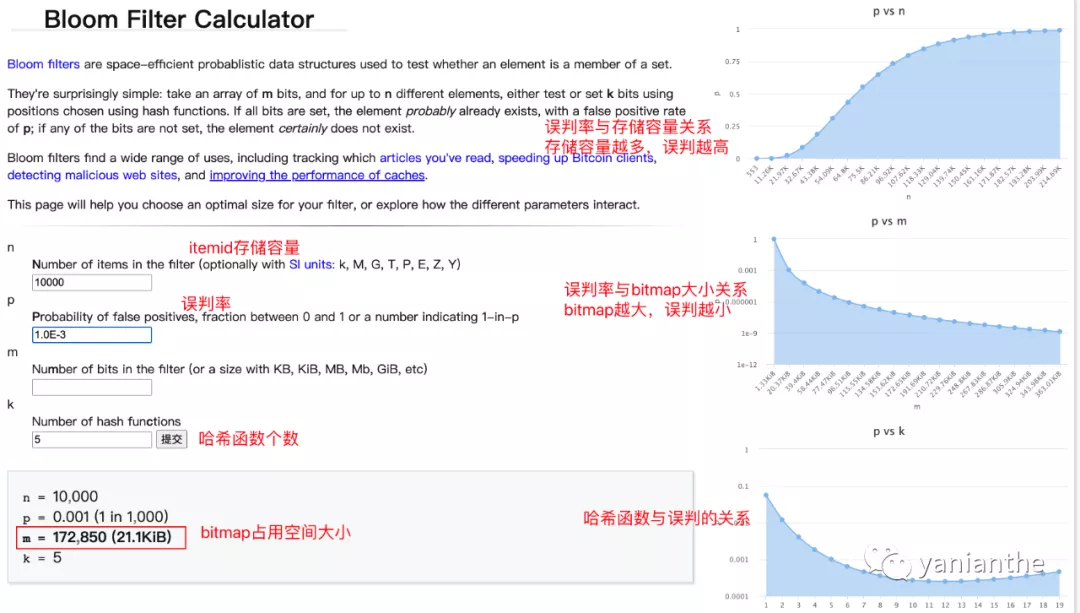 Bloom Filter Calculator
Bloom filters are space-efficient probablistic data structures used to test whether an element is a member of a set.
They're surprisingly simple: take an array of m bits, and for up to n different elements, either test or set k bits using
positions chosen using hash functions. If all bits are set, the element probably already exists, with a false positive rate
of p; if any of the bits are not set, the element certainly does not exist.
误判率与存储容量关系
存储容量越多，误判越高
Bloom filters find a wide range of uses, including tracking which articles you've read, speeding up Bitcoin clients,
detecting malicious web sites, and improving the performance of caches.
This page will help you choose an optimal size for your filter, or explore how the different parameters interact.
n
itemid存储容量
Number of items in the filter (optionally with SI units: k, M, G, T, P, E, Z, Y)
10000
p
误判率
Probability of false positives, fraction between 0 and 1 or a number indicating 1-in-p
1.0E-3
误判率与bitmap大小关系
bitmap越大，误判越小
m
Number of bits in the filter (or a size with KB, KiB, MB, Mb, GiB, etc)
k
Number of hash functions
5
提交
哈希函数个数
n = 10,000
p = 0.001 (1 in 1,000)
m = 172,850 (21.1KiB)
bitmap占用空间大小
k = 5
哈希函数与误判的关系
p vs n
1
0.75
0.5
0.25
0
p
553
11.26K
21.97K
32.67K
43.38K
54.09K
64.8K
75.5K
86.21K
96.92K
107.62K
118.33K
129.04K
139.74K
150.45K
161.16K
171.87K
182.57K
193.28K
203.99K
214.69K
n
p vs m
1
0.001
0.000001
1e-9
1e-12
p
1.33KiB
20.37KiB
39.4KiB
58.44KiB
77.47KiB
96.51KiB
115.55KiB
134.58KiB
153.62KiB
172.65KiB
191.69KiB
210.72KiB
229.76KiB
248.8KiB
267.83KiB
286.87KiB
305.9KiB
324.94KiB
343.98KiB
363.01KiB
m
p vs k
1
0.1
0.001
0.0001
1 2 3 4 5 6 7 8 9 10 11 12 13 14 15 16 17 18 19
yanianthe